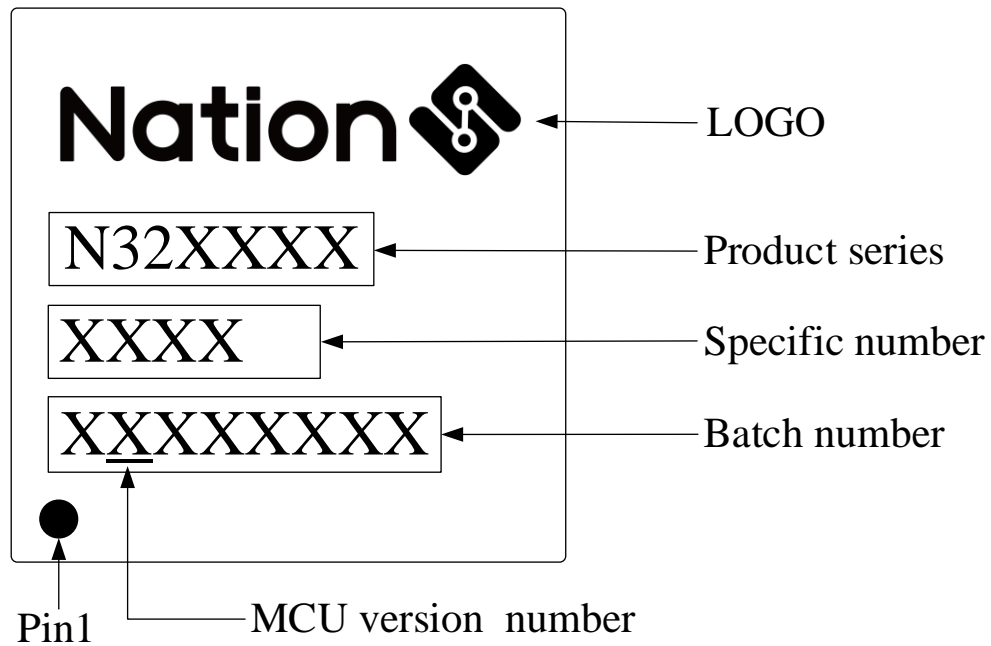 Nation
LOGO
N32XXXX
Product series
XXXX
Specific number
XXXXXXXX
Batch number
Pin1
MCU version number